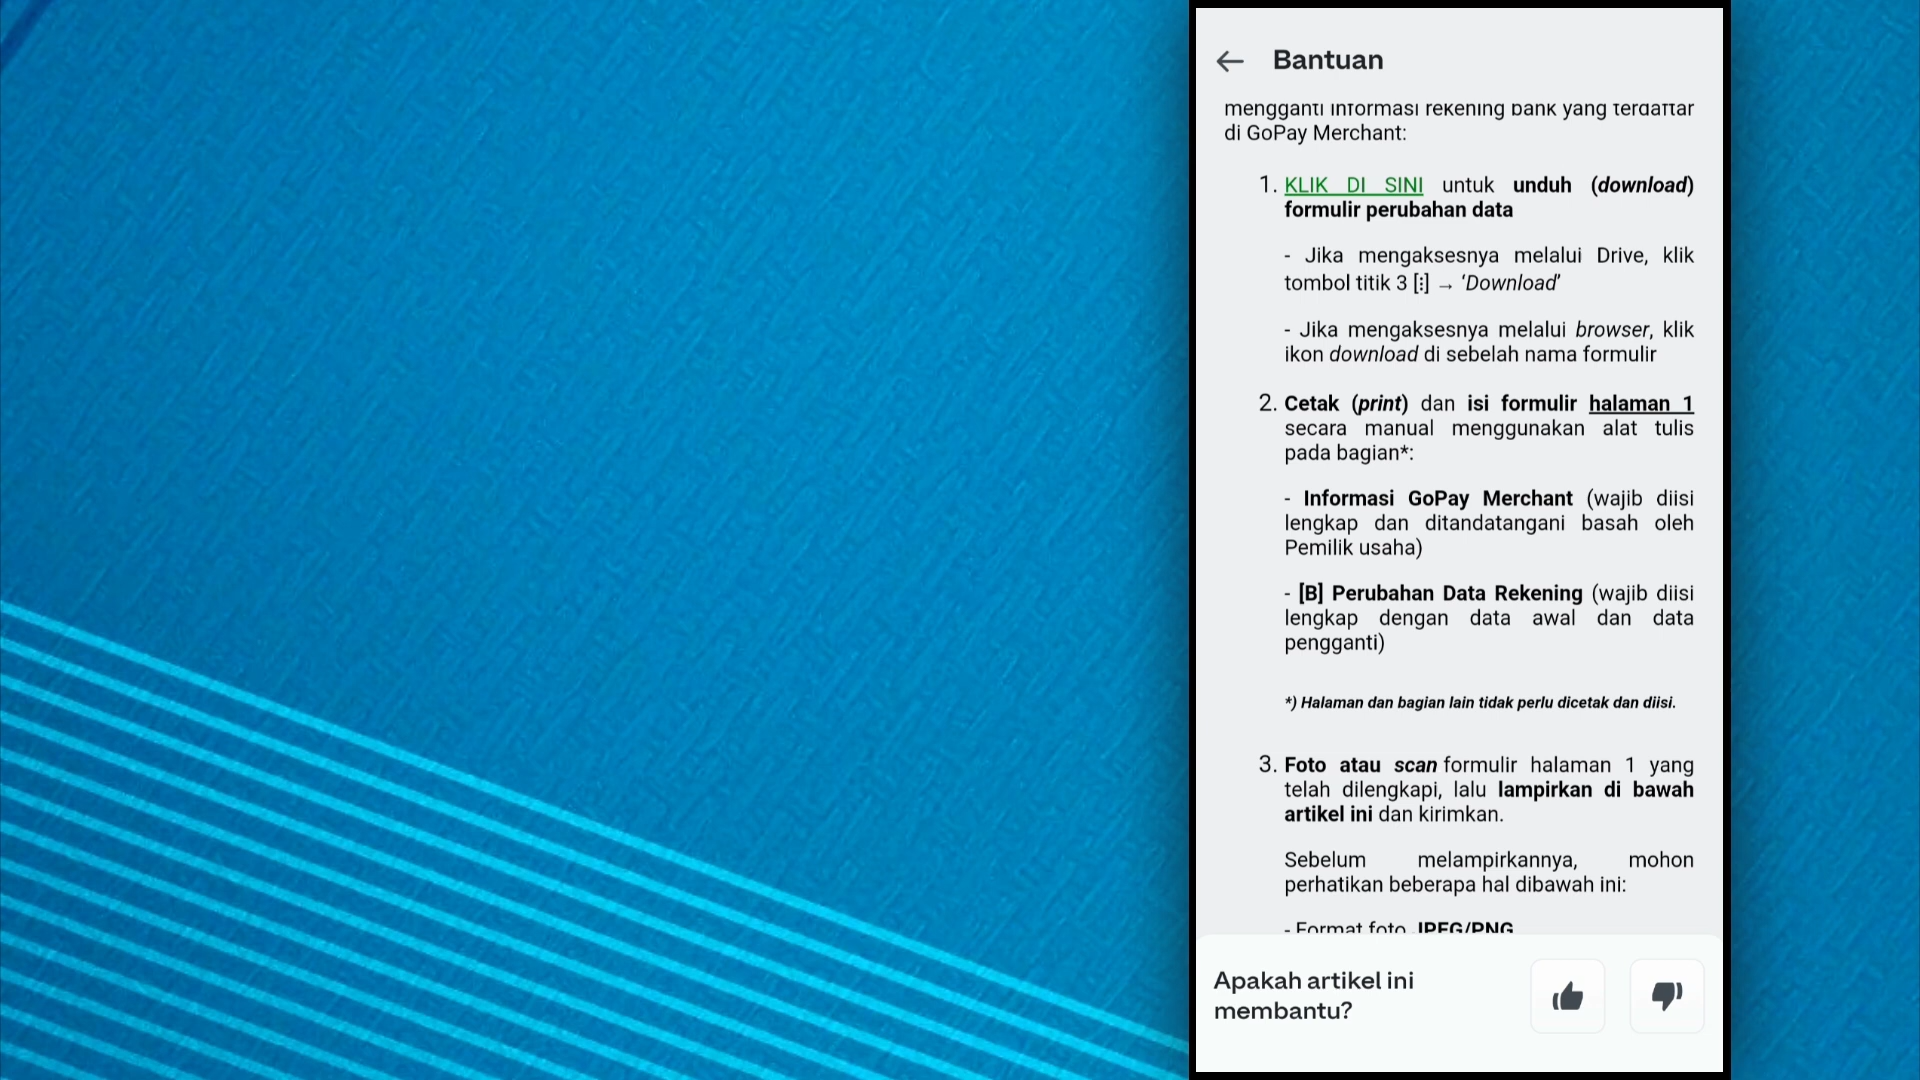 Bantuan
mengganti informasi rekening bank yang terdaftar
di GoPay Merchant:
1. KLIK DI SINI untuk unduh (download)
formulir perubahan data
- Jika mengaksesnya melalui Drive, klik
tombol titik 3 [⋮] → ‘Download’
- Jika mengaksesnya melalui browser, klik
ikon download di sebelah nama formulir
2. Cetak (print) dan isi formulir halaman 1
secara manual menggunakan alat tulis
pada bagian*:
- Informasi GoPay Merchant (wajib diisi
lengkap dan ditandatangani basah oleh
Pemilik usaha)
- [B] Perubahan Data Rekening (wajib diisi
lengkap dengan data awal dan data
pengganti)
*) Halaman dan bagian lain tidak perlu dicetak dan diisi.
3. Foto atau scan formulir halaman 1 yang
telah dilengkapi, lalu lampirkan di bawah
artikel ini dan kirimkan.
Sebelum melampirkannya, mohon
perhatikan beberapa hal dibawah ini:
- Format foto JPEG/PNG
Apakah artikel ini
membantu?